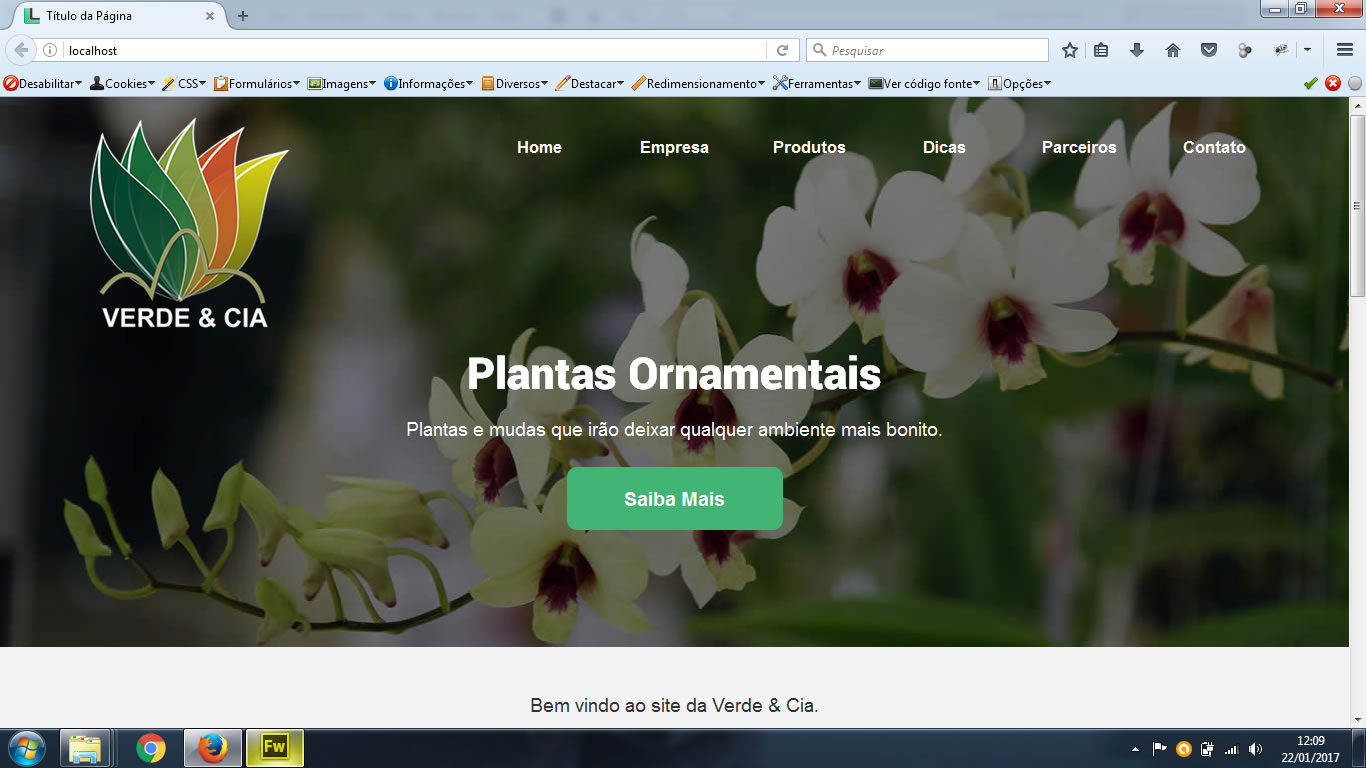 Título da Página
localhost
Pesquisar
Desabilitar Cookies CSS Formulários Imagens Informações Diversos Destacar Redimensionamento Ferramentas Ver código fonte Opções
Home Empresa Produtos Dicas Parceiros Contato
VERDE & CIA
Plantas Ornamentais
Plantas e mudas que irão deixar qualquer ambiente mais bonito.
Saiba Mais
Bem vindo ao site da Verde & Cia.
Fw
12:09
22/01/2017